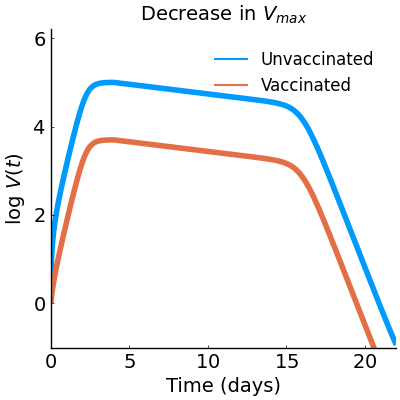 Decrease in V_max
Unvaccinated
Vaccinated
log V(t)
6
4
2
0
0 5 10 15 20
Time (days)